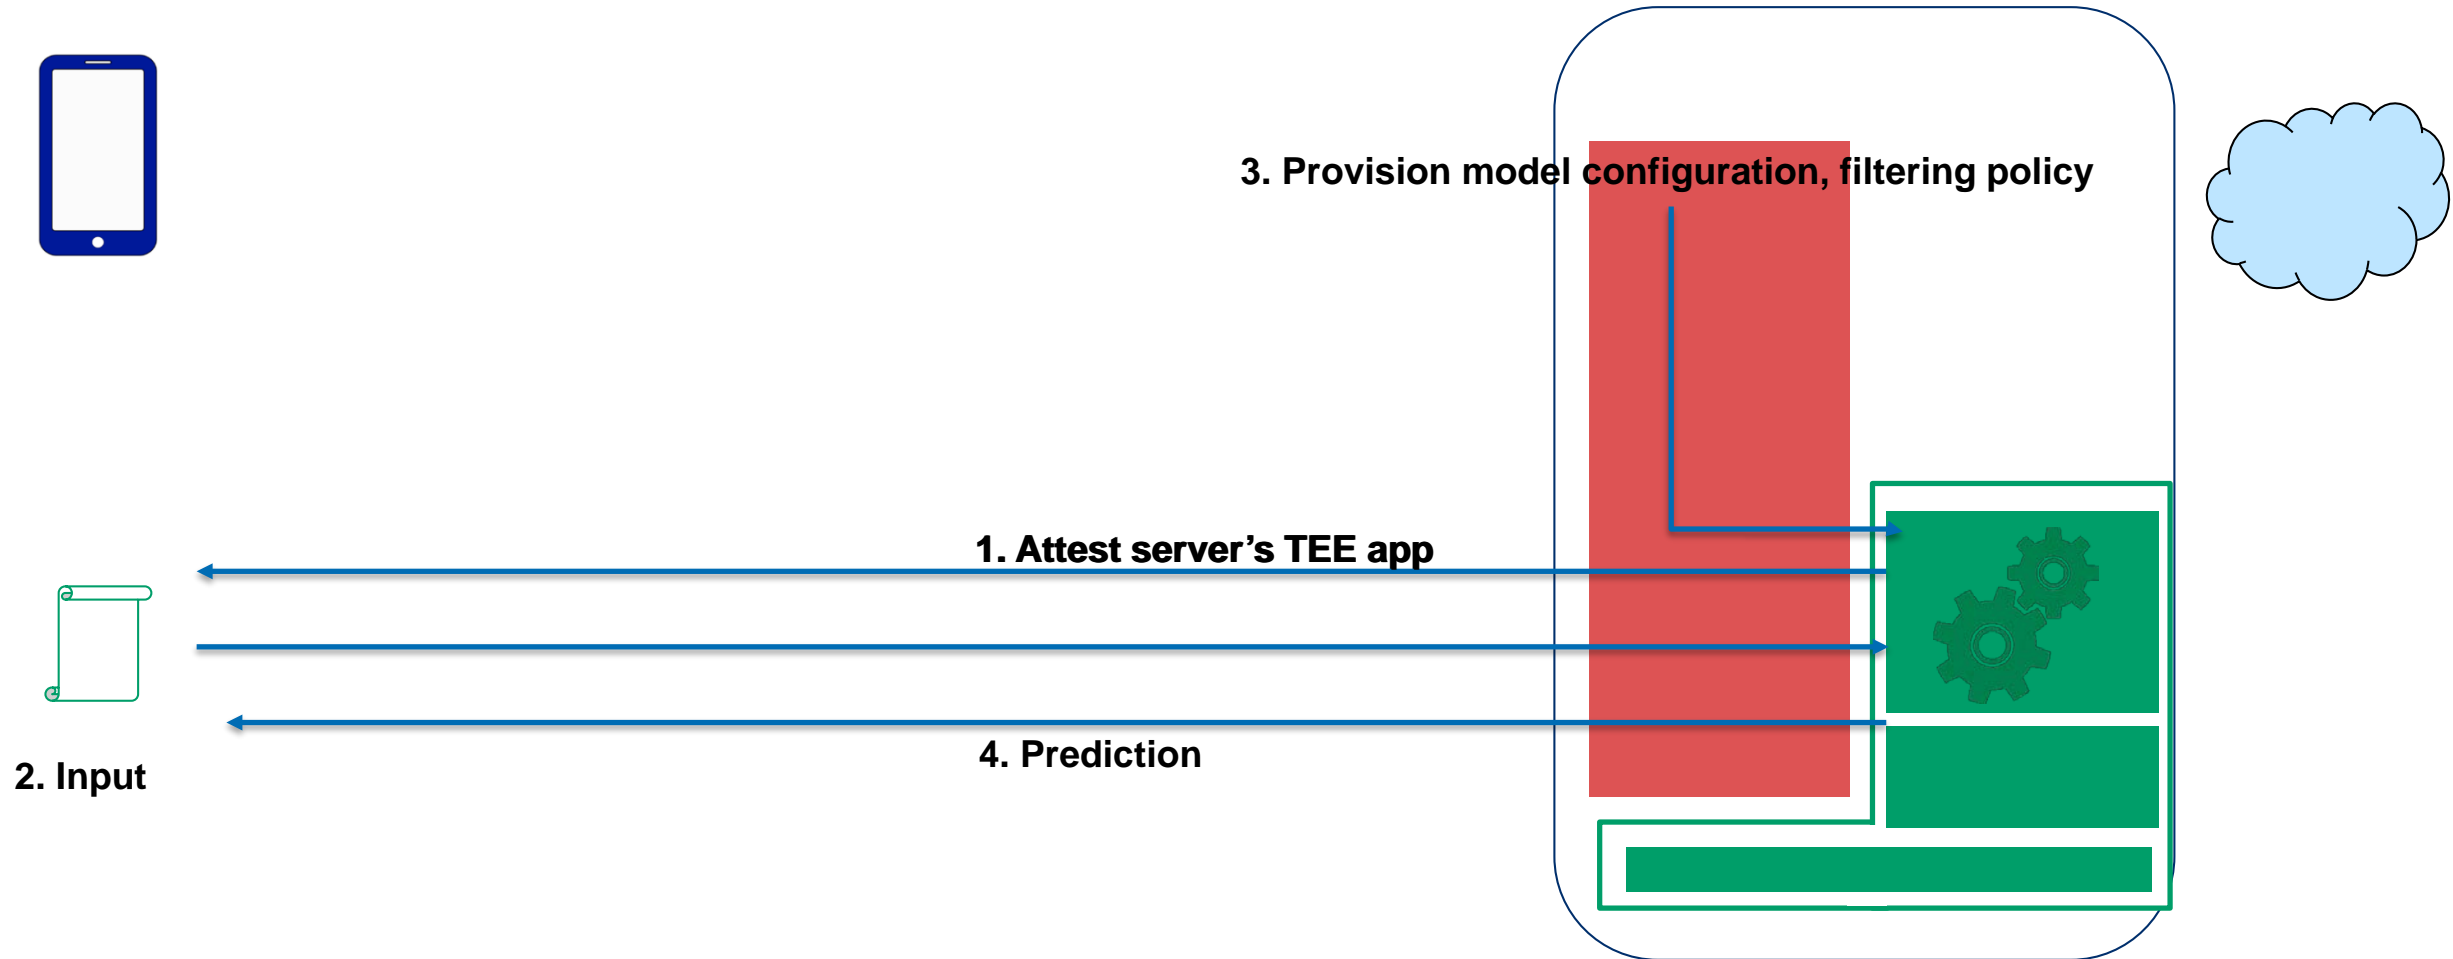 3. Provision model configuration, filtering policy
1. Attest server’s TEE app
4. Prediction
2. Input